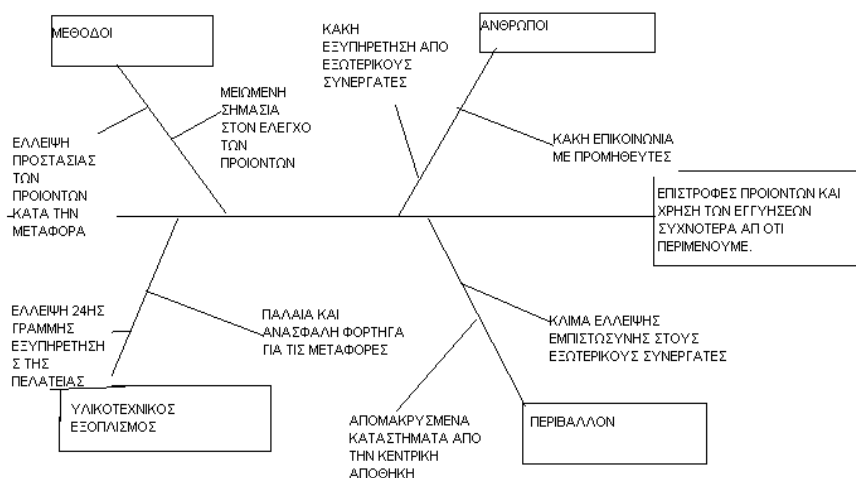 ΜΕΘΟΔΟΙ
ΚΑΚΗ
ΕΞΥΠΗΡΕΤΗΣΗ ΑΠΟ
ΕΞΩΤΕΡΙΚΟΥΣ
ΣΥΝΕΡΓΑΤΕΣ
ΑΝΘΡΩΠΟΙ
ΜΕΙΩΜΕΝΗ
ΣΗΜΑΣΙΑ
ΣΤΟΝ ΕΛΕΓΧΟ
ΤΩΝ
ΠΡΟΙΟΝΤΩΝ
ΕΛΛΕΙΨΗ
ΠΡΟΣΤΑΣΙΑΣ
ΤΩΝ
ΠΡΟΙΟΝΤΩΝ
ΚΑΤΑ ΤΗΝ
ΜΕΤΑΦΟΡΑ
ΚΑΚΗ ΕΠΙΚΟΙΝΩΝΙΑ
ΜΕ ΠΡΟΜΗΘΕΥΤΕΣ
ΕΠΙΣΤΡΟΦΕΣ ΠΡΟΙΟΝΤΩΝ ΚΑΙ
ΧΡΗΣΗ ΤΩΝ ΕΓΓΥΗΣΕΩΝ
ΣΥΧΝΟΤΕΡΑ ΑΠ ΟΤΙ
ΠΕΡΙΜΕΝΟΥΜΕ.
ΕΛΛΕΙΨΗ 24ΗΣ
ΓΡΑΜΜΗΣ
ΕΞΥΠΗΡΕΤΗΣΗ
Σ ΤΗΣ
ΠΕΛΑΤΕΙΑΣ
ΠΑΛΑΙΑ ΚΑΙ
ΑΝΑΣΦΑΛΗ ΦΟΡΤΗΓΑ
ΓΙΑ ΤΙΣ ΜΕΤΑΦΟΡΕΣ
ΚΛΙΜΑ ΕΛΛΕΙΨΗΣ
ΕΜΠΙΣΤΩΣΥΝΗΣ ΣΤΟΥΣ
ΕΞΩΤΕΡΙΚΟΥΣ ΣΥΝΕΡΓΑΤΕΣ
ΥΛΙΚΟΤΕΧΝΙΚΟΣ
ΕΞΟΠΛΙΣΜΟΣ
ΑΠΟΜΑΚΡΥΣΜΕΝΑ
ΚΑΤΑΣΤΗΜΑΤΑ ΑΠΟ
ΤΗΝ ΚΕΝΤΡΙΚΗ
ΑΠΟΘΗΚΗ
ΠΕΡΙΒΑΛΛΟΝ